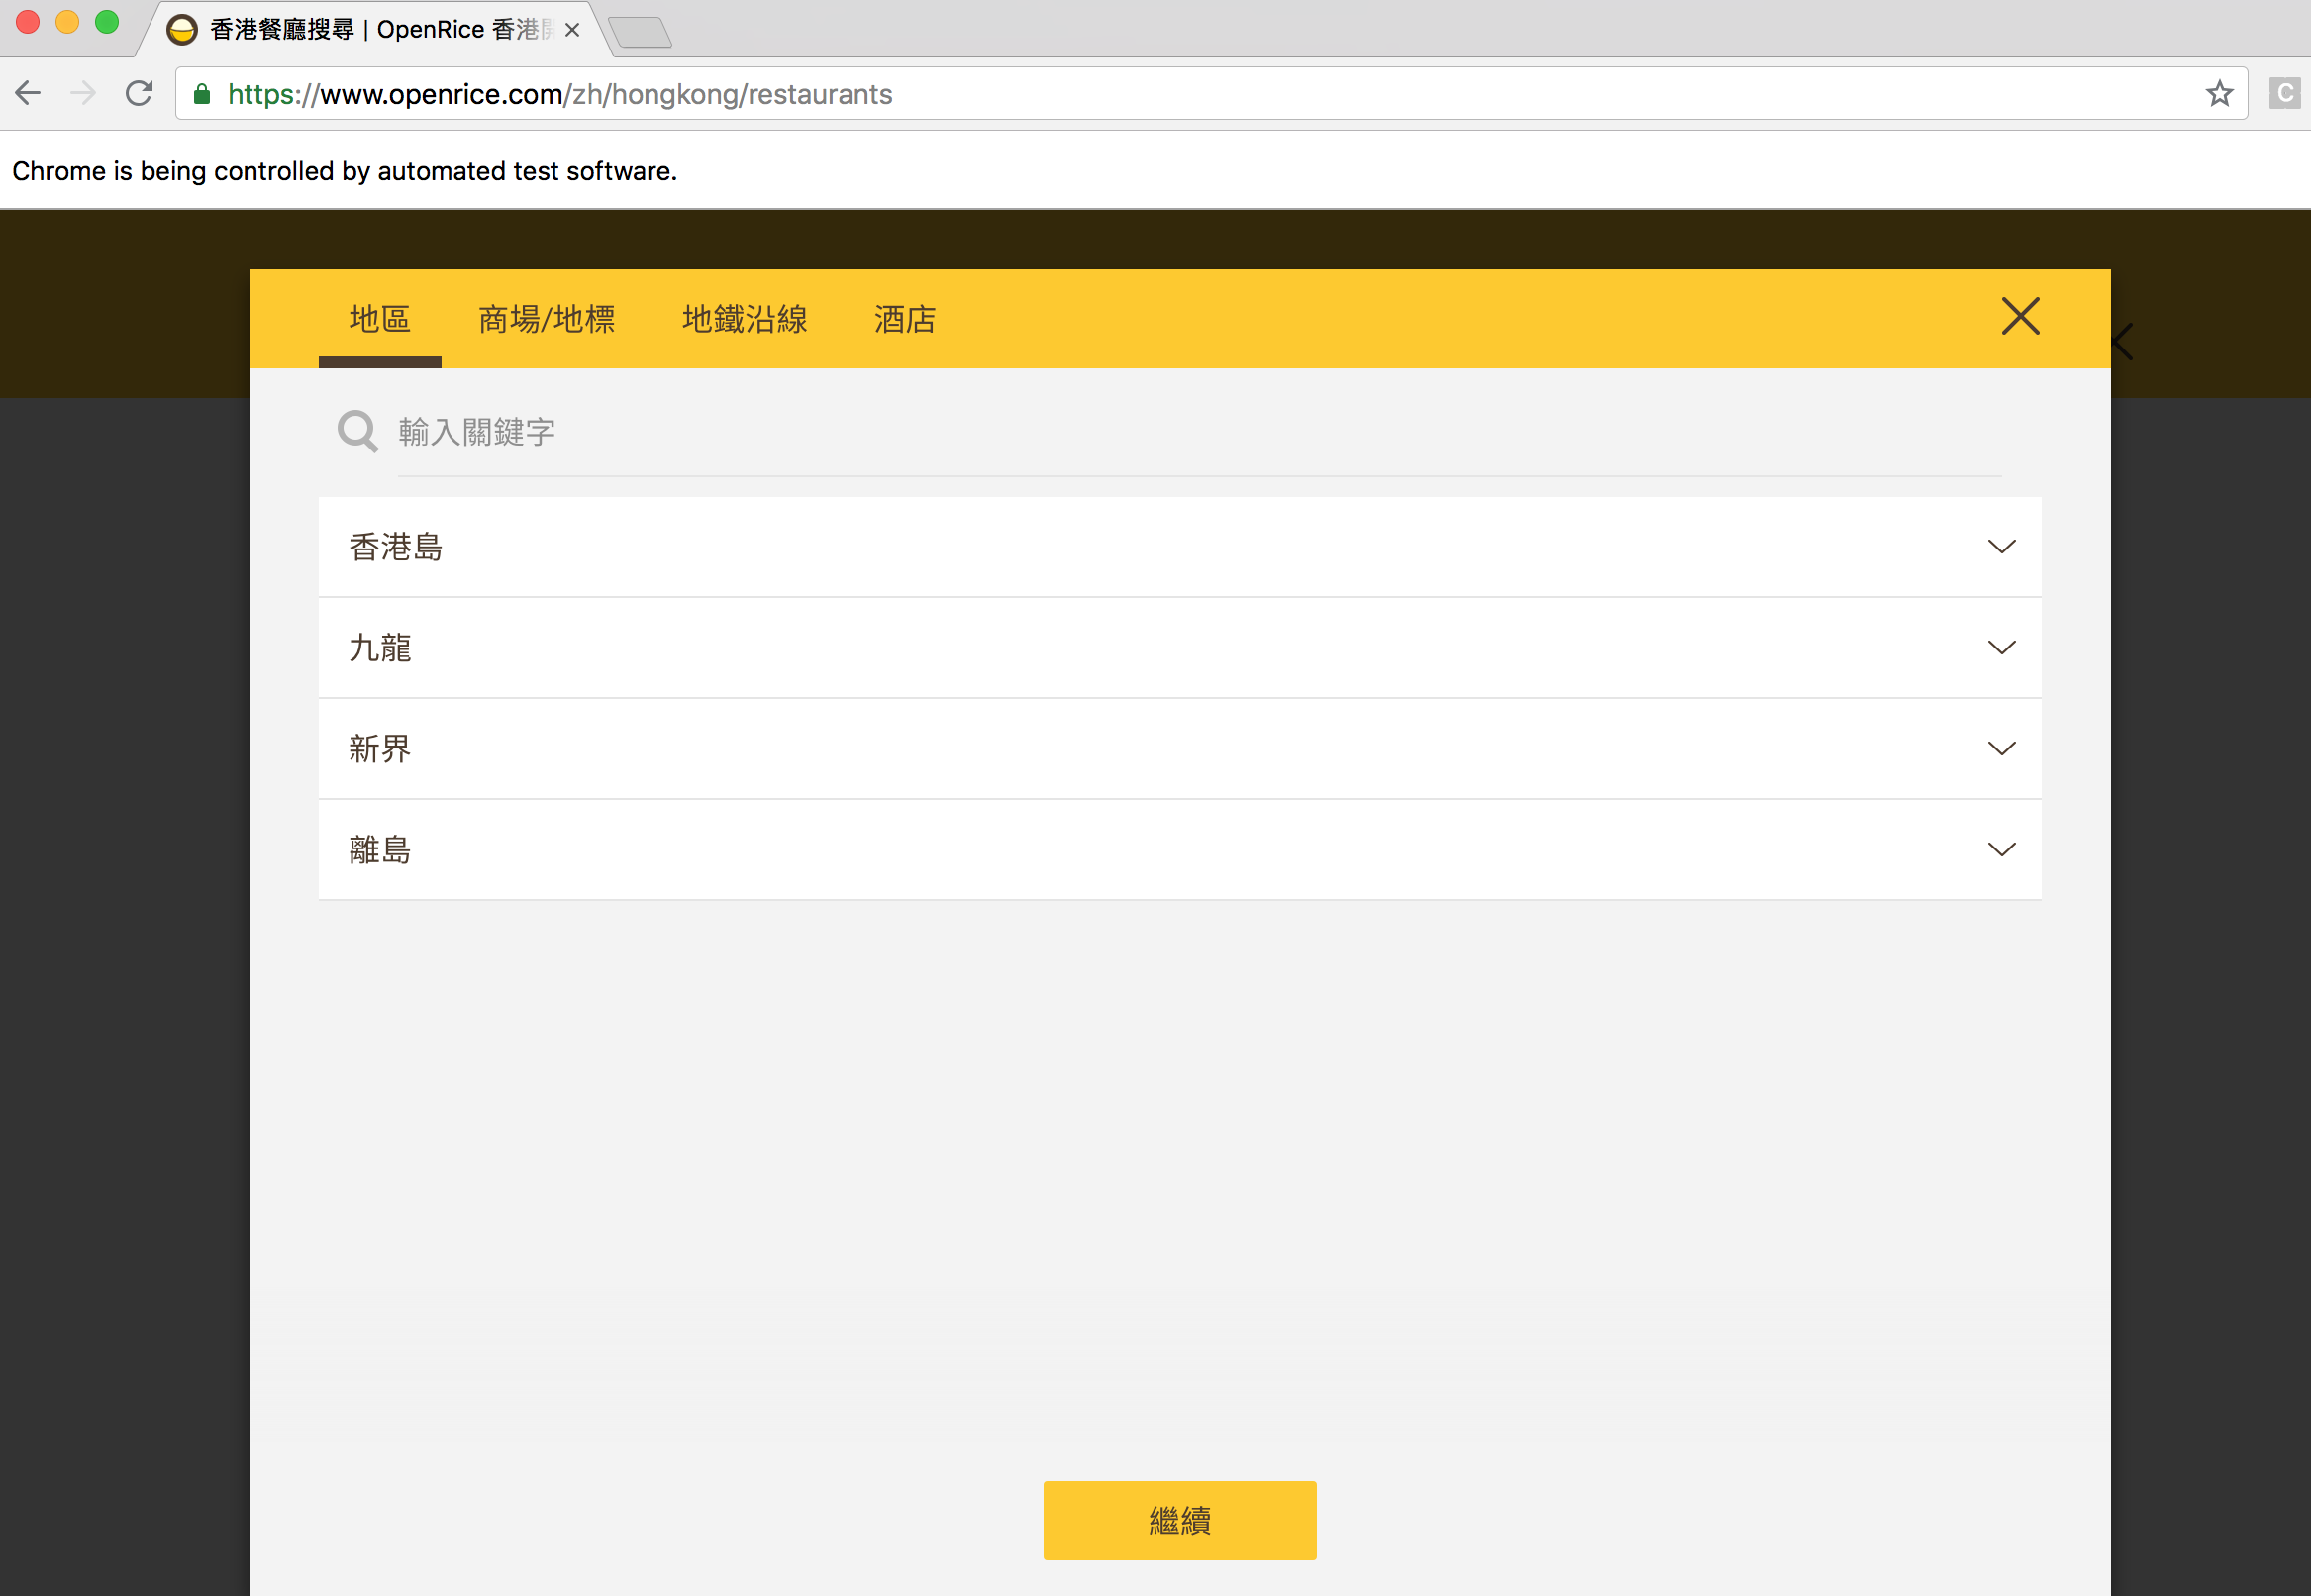 香港餐廳搜尋 | OpenRice 香港開
https://www.openrice.com/zh/hongkong/restaurants
C
Chrome is being controlled by automated test software.
地區 商場/地標 地鐵沿線 酒店
輸入關鍵字
香港島
九龍
新界
離島
繼續